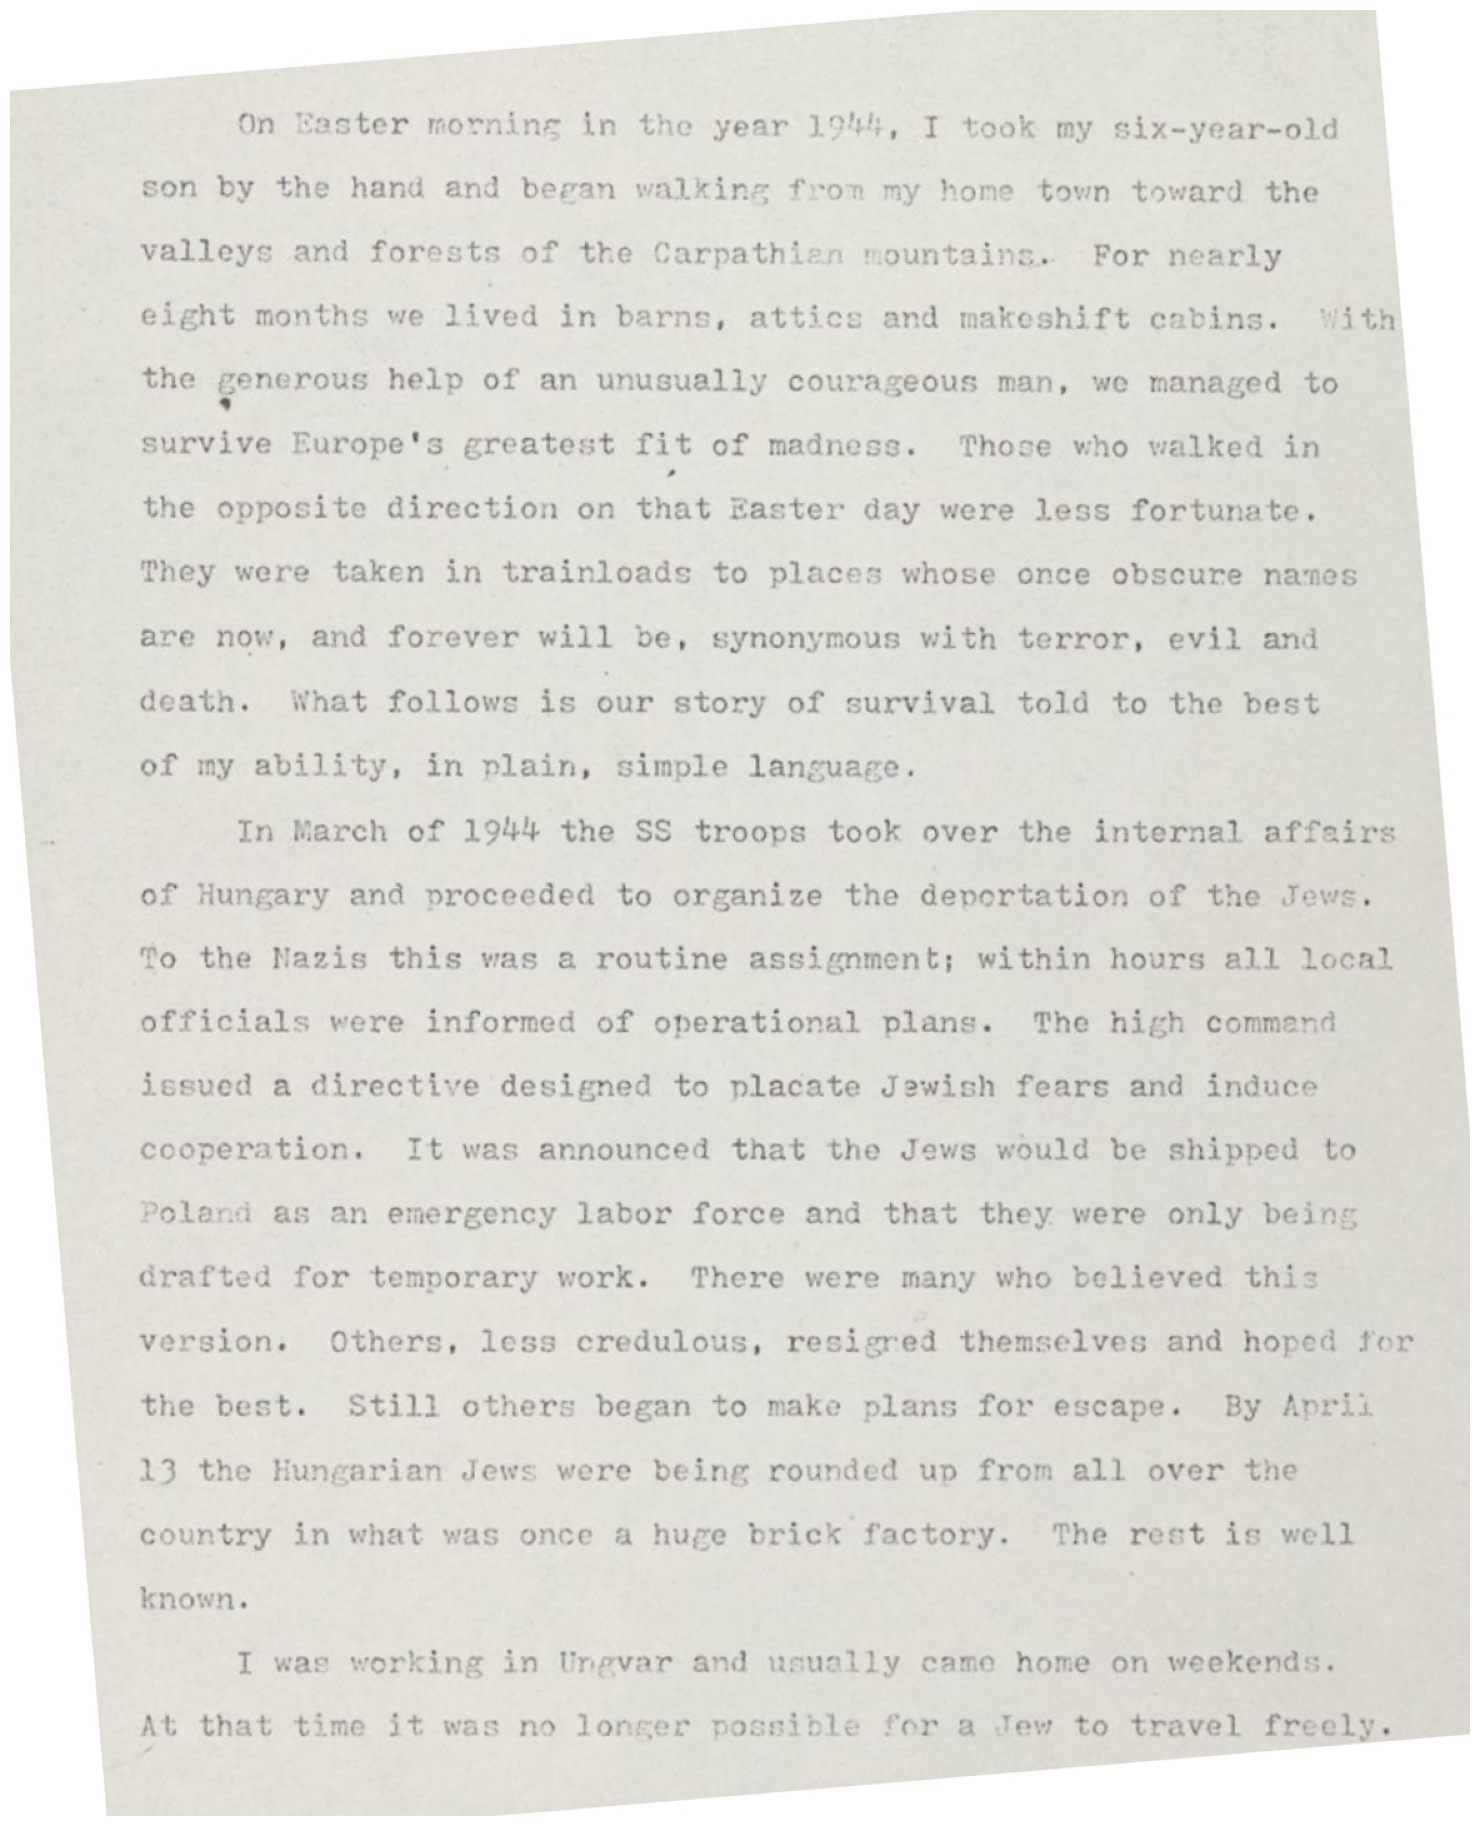 On Easter morning in the year 1944, I took my six-year-old
son by the hand and began walking from my home town toward the
valleys and forests of the Carpathian mountains. For nearly
eight months we lived in barns, attics and makeshift cabins. With
the generous help of an unusually courageous man, we managed to
survive Europe's greatest fit of madness. Those who walked in
the opposite direction on that Easter day were less fortunate.
They were taken in trainloads to places whose once obscure names
are now, and forever will be, synonymous with terror, evil and
death. What follows is our story of survival told to the best
of my ability, in plain, simple language.
In March of 1944 the SS troops took over the internal affairs
of Hungary and proceeded to organize the deportation of the Jews.
To the Nazis this was a routine assignment; within hours all local
officials were informed of operational plans. The high command
issued a directive designed to placate Jewish fears and induce
cooperation. It was announced that the Jews would be shipped to
Poland as an emergency labor force and that they were only being
drafted for temporary work. There were many who believed this
version. Others, less credulous, resigned themselves and hoped for
the best. Still others began to make plans for escape. By April
13 the Hungarian Jews were being rounded up from all over the
country in what was once a huge brick factory. The rest is well
known.
I was working in Ungvar and usually came home on weekends.
At that time it was no longer possible for a Jew to travel freely.